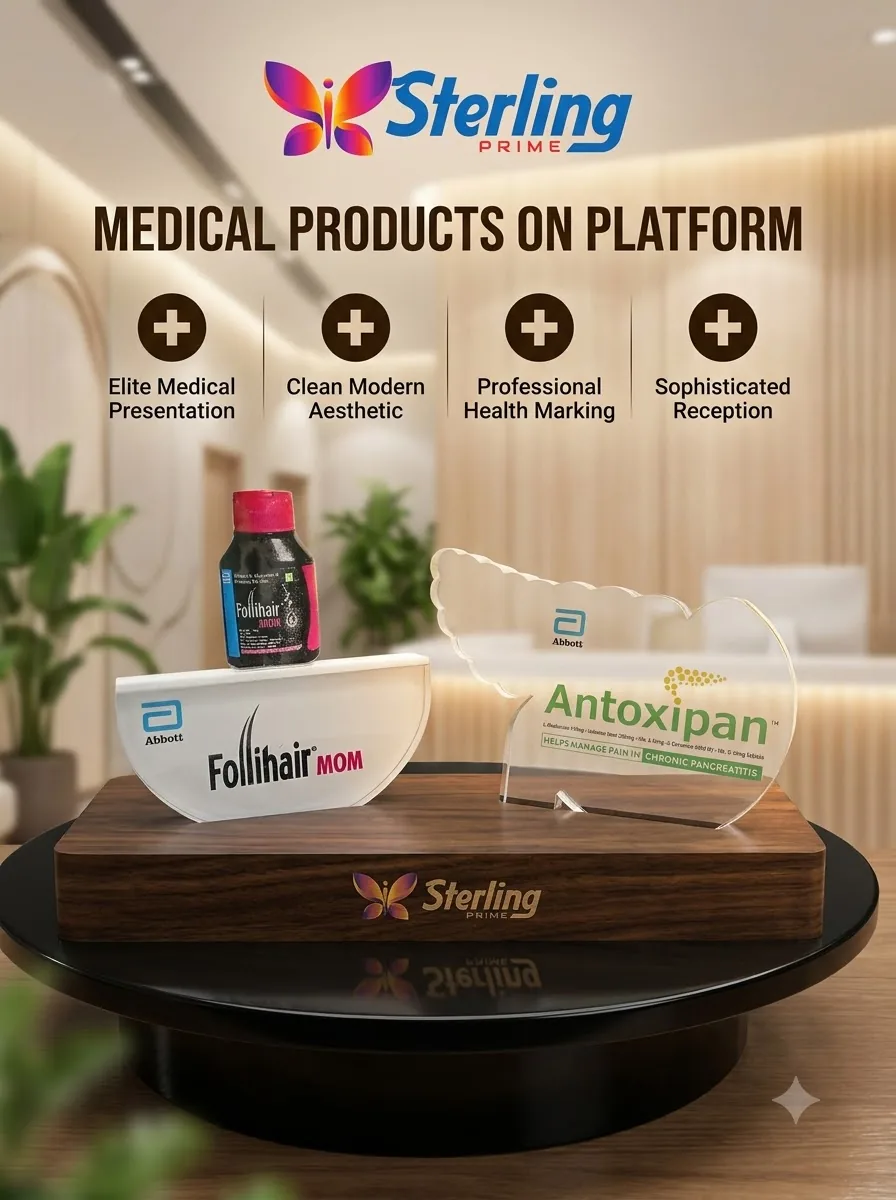 Sterling
PRIME
MEDICAL PRODUCTS ON PLATFORM
Elite Medical
Presentation
Clean Modern
Aesthetic
Professional
Health Marking
Sophisticated
Reception
Follihair
Abbott
Follihair MOM
Abbott
Antoxipan™
HELPS MANAGE PAIN IN CHRONIC PANCREATITIS
Sterling
PRIME